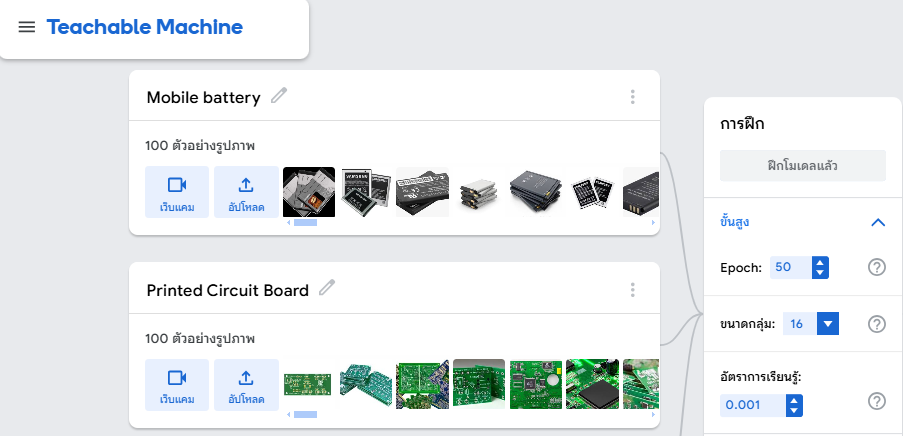 Teachable Machine
Mobile battery
100 ตัวอย่างรูปภาพ
เว็บแคม
อัปโหลด
Printed Circuit Board
100 ตัวอย่างรูปภาพ
เว็บแคม
อัปโหลด
การฝึก
ฝึกโมเดลแล้ว
ขั้นสูง
Epoch: 50
ขนาดกลุ่ม: 16
อัตราการเรียนรู้:
0.001